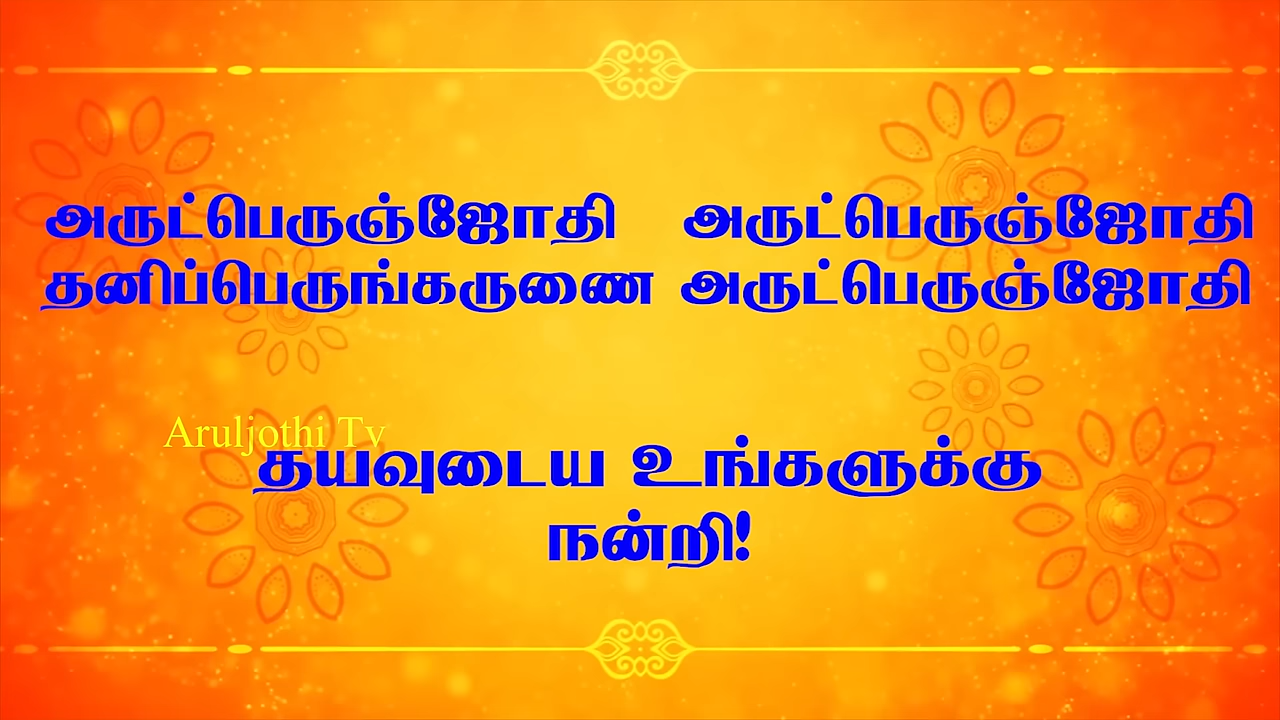 அருட்பெருஞ்ஜோதி அருட்பெருஞ்ஜோதி
தனிப்பெருங்கருணை அருட்பெருஞ்ஜோதி
Aruljothi Tv
தயவுடைய உங்களுக்கு
நன்றி!